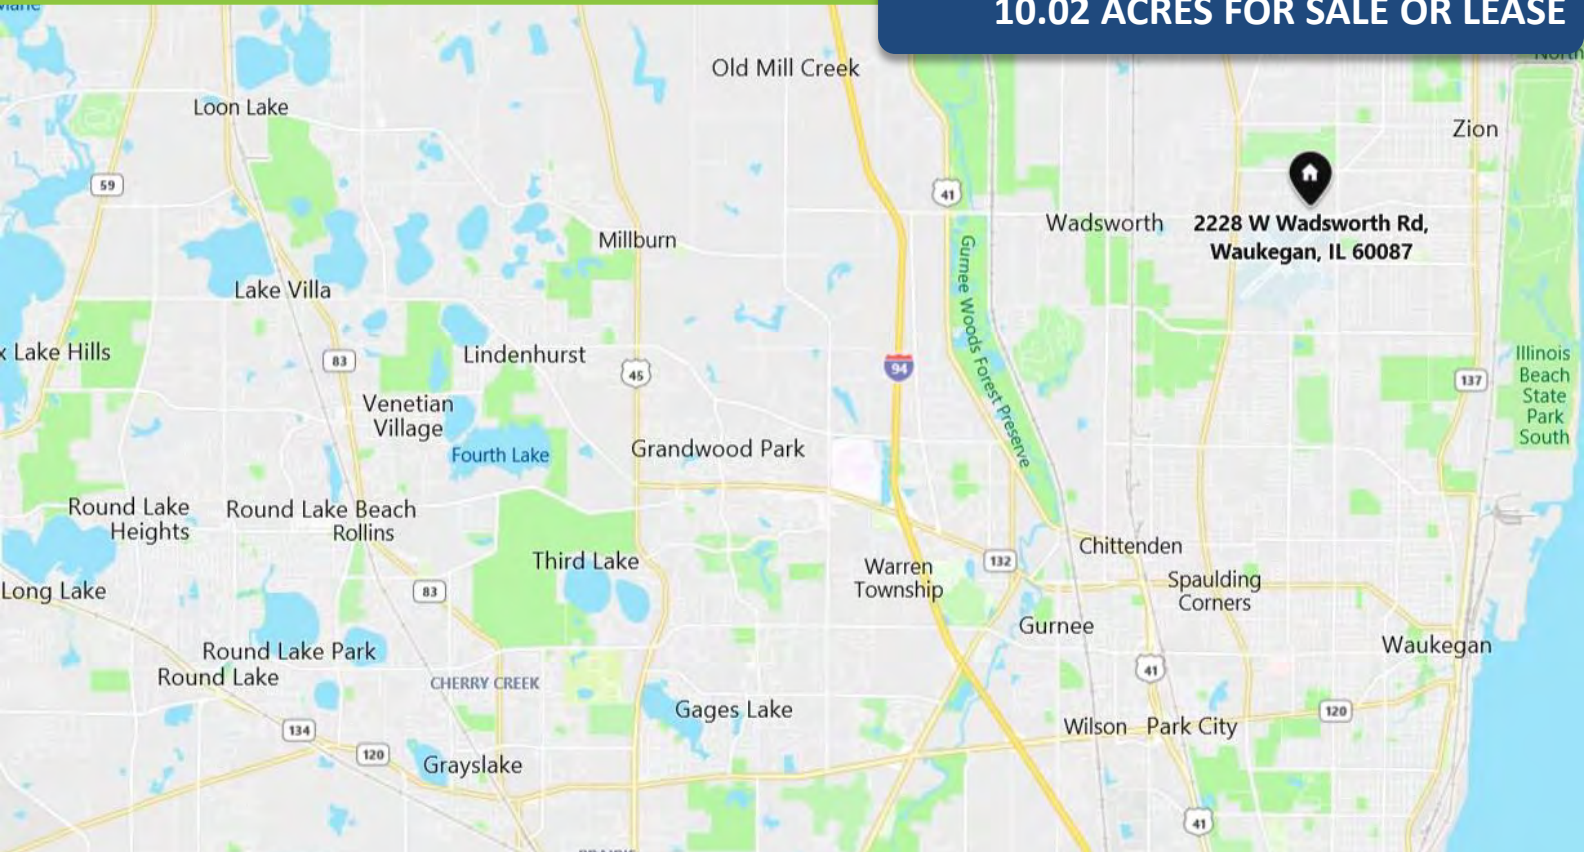 10.02 ACRES FOR SALE OR LEASE
North
Old Mill Creek
Loon Lake
Zion
59
41
Wadsworth
2228 W Wadsworth Rd,
Waukegan, IL 60087
Millburn
Gurnee Woods Forest Preserve
Lake Villa
x Lake Hills
83
Lindenhurst
45
94
137
Illinois
Beach
State
Park
South
Venetian
Village
Fourth Lake
Grandwood Park
Round Lake
Heights
Round Lake Beach
Rollins
Third Lake
Warren
Township
132
Chittenden
Spaulding
Corners
Long Lake
83
Gurnee
Waukegan
Round Lake Park
Round Lake
CHERRY CREEK
41
Gages Lake
120
Wilson
Park City
134
120
Grayslake
41